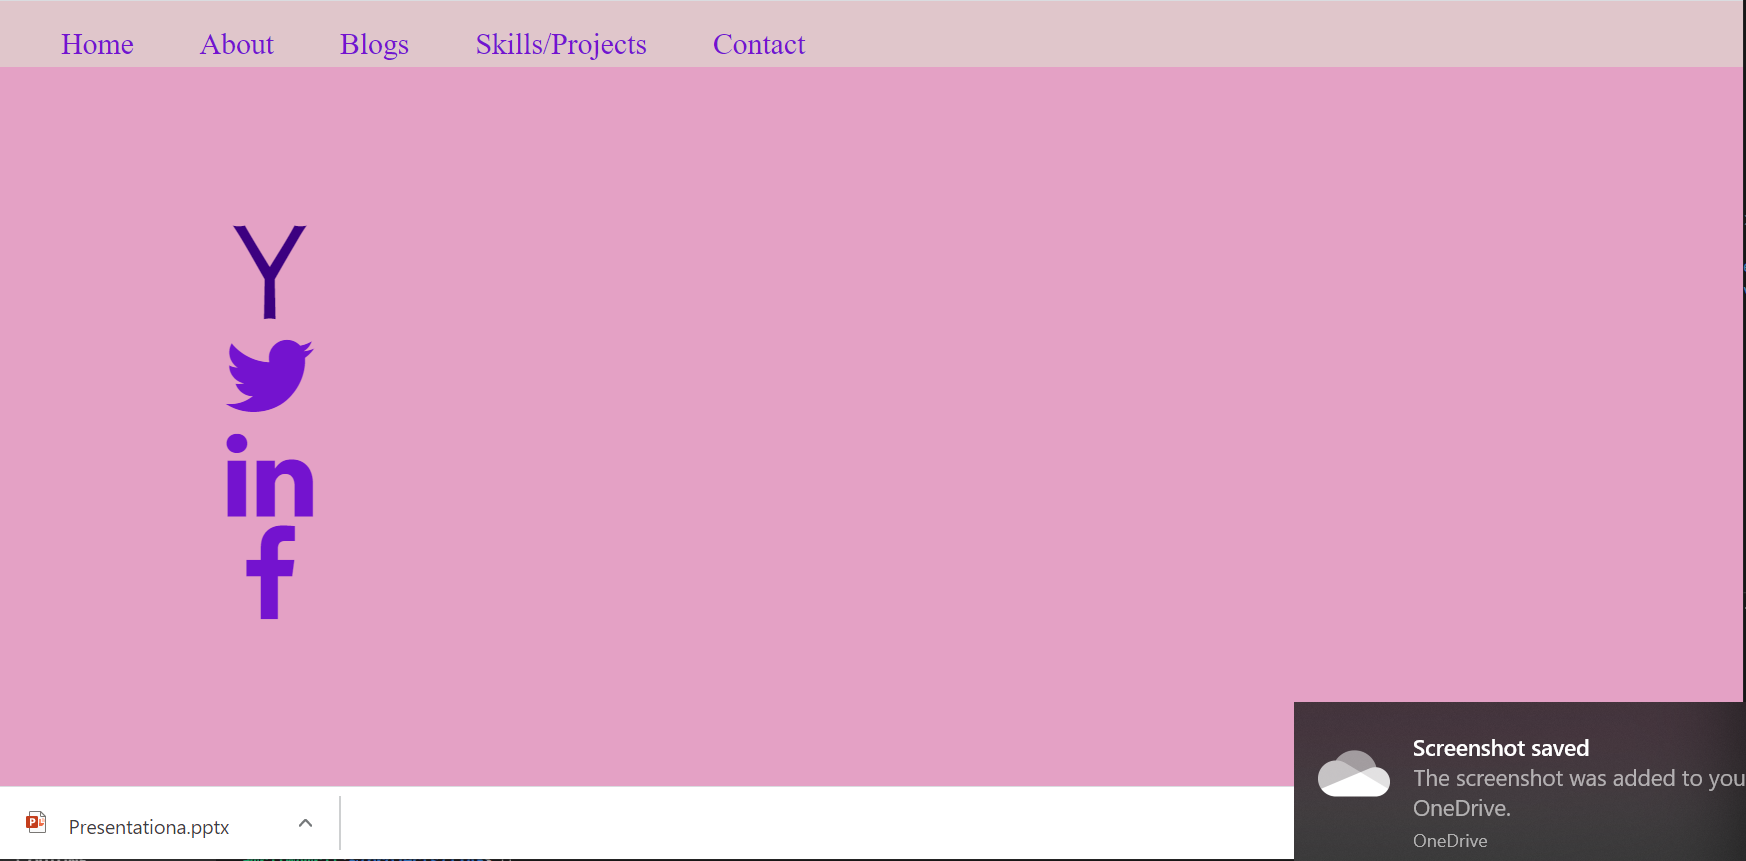 Home About Blogs Skills/Projects Contact
Y
in
f
Presentationa.pptx
Screenshot saved
The screenshot was added to you
OneDrive.
OneDrive